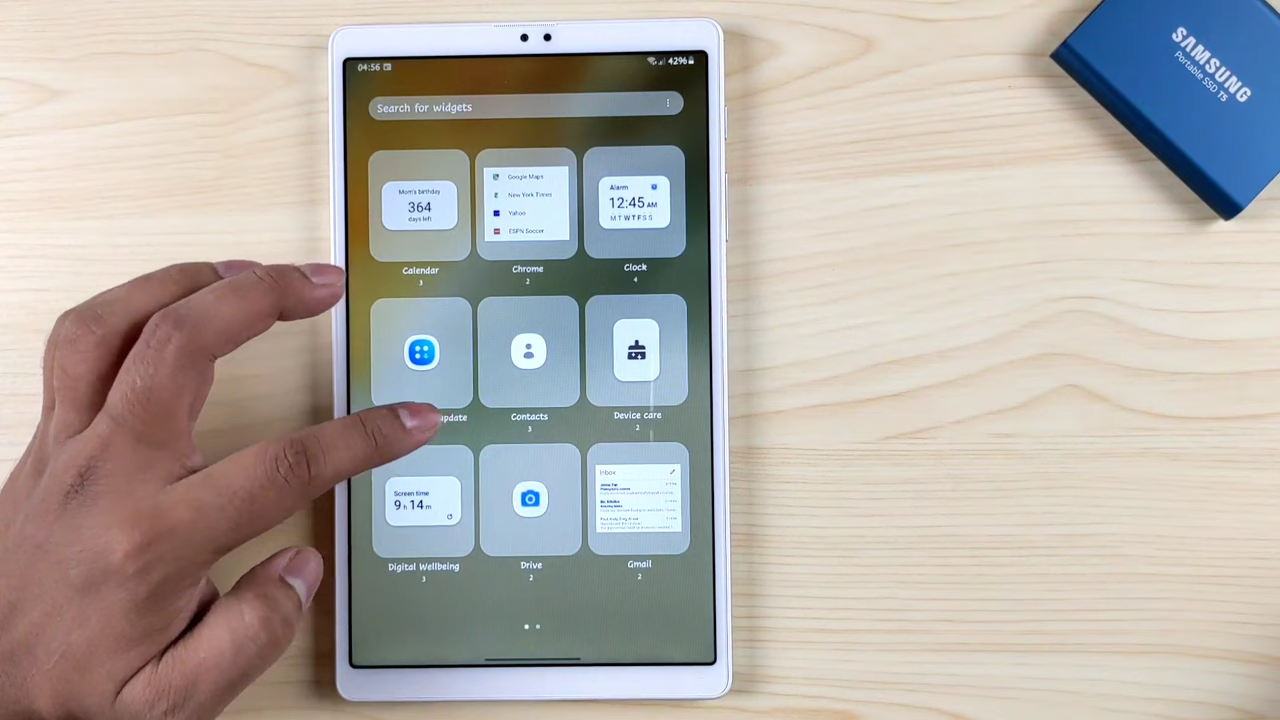 04:56
42%
Search for widgets
Mom's birthday
364
days left
Calendar
3
Google Maps
New York Times
Yahoo
ESPN Soccer
Chrome
2
Alarm
12:45 AM
M T W T F S S
Clock
4
update
Contacts
3
Device care
2
Screen time
9 h 14 m
Digital Wellbeing
3
Drive
2
Inbox
Gmail
2
SAMSUNG
Portable SSD T5